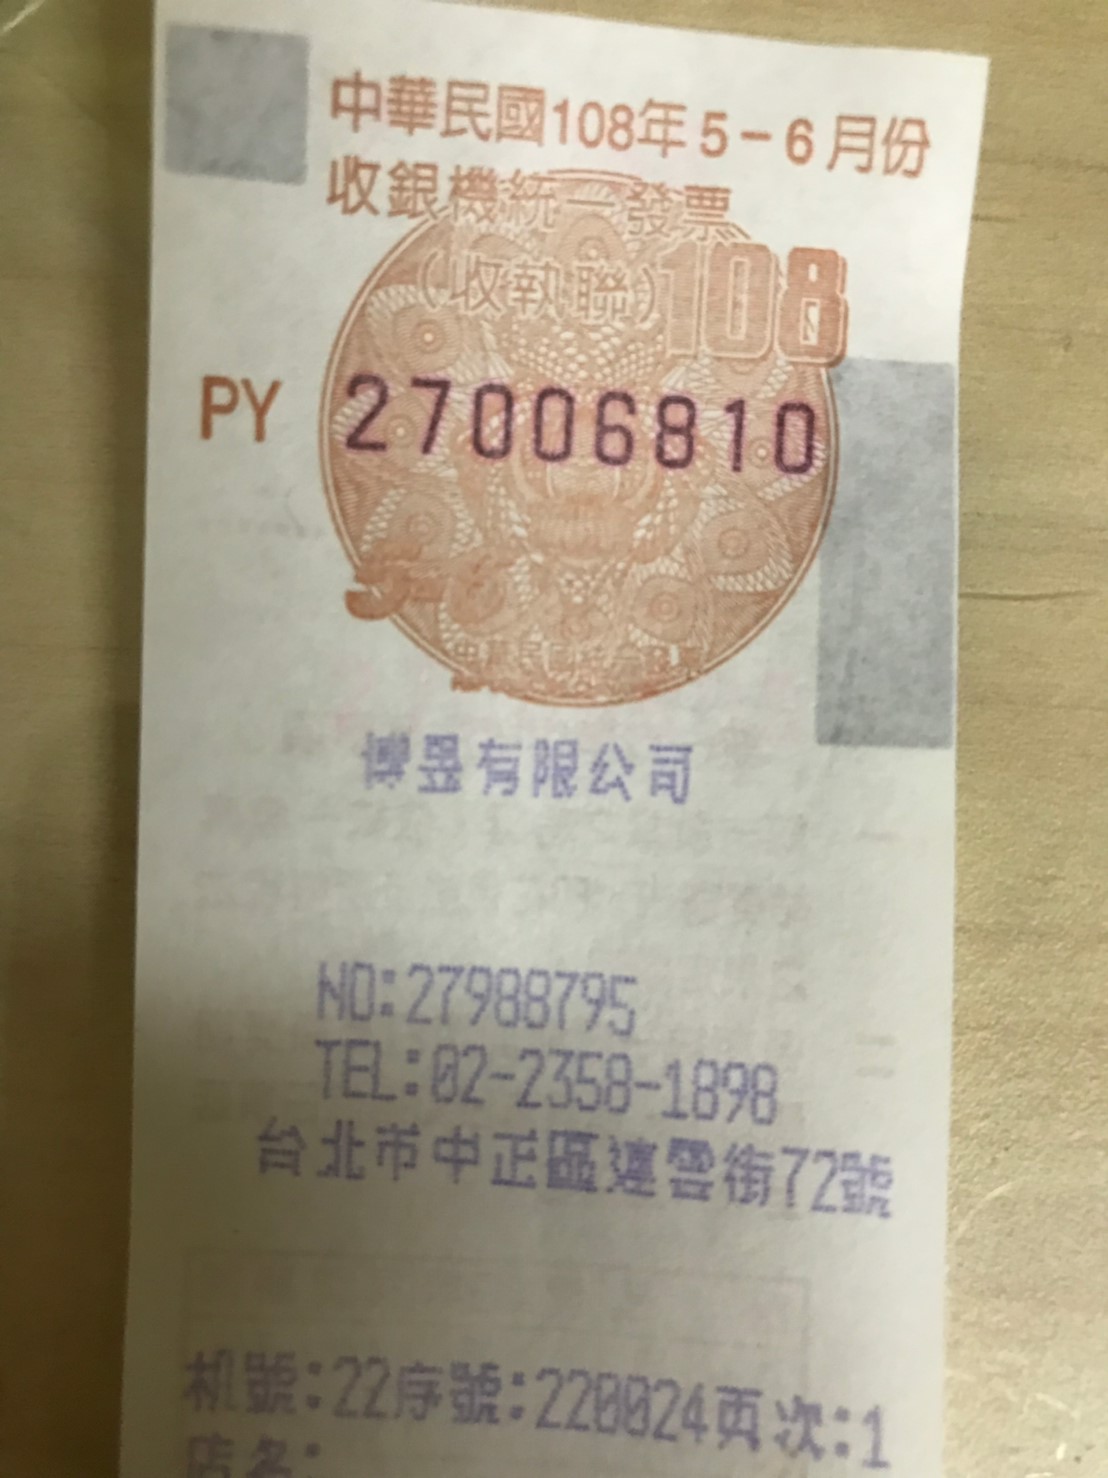 中華民國108年5-6月份
收銀機統一發票
(收執聯)
108
PY 27006810
博昱有限公司
NO:27988795
TEL:02-2358-1898
台北市中正區連雲街72號
机號:22序號:220024页次:1
店名: